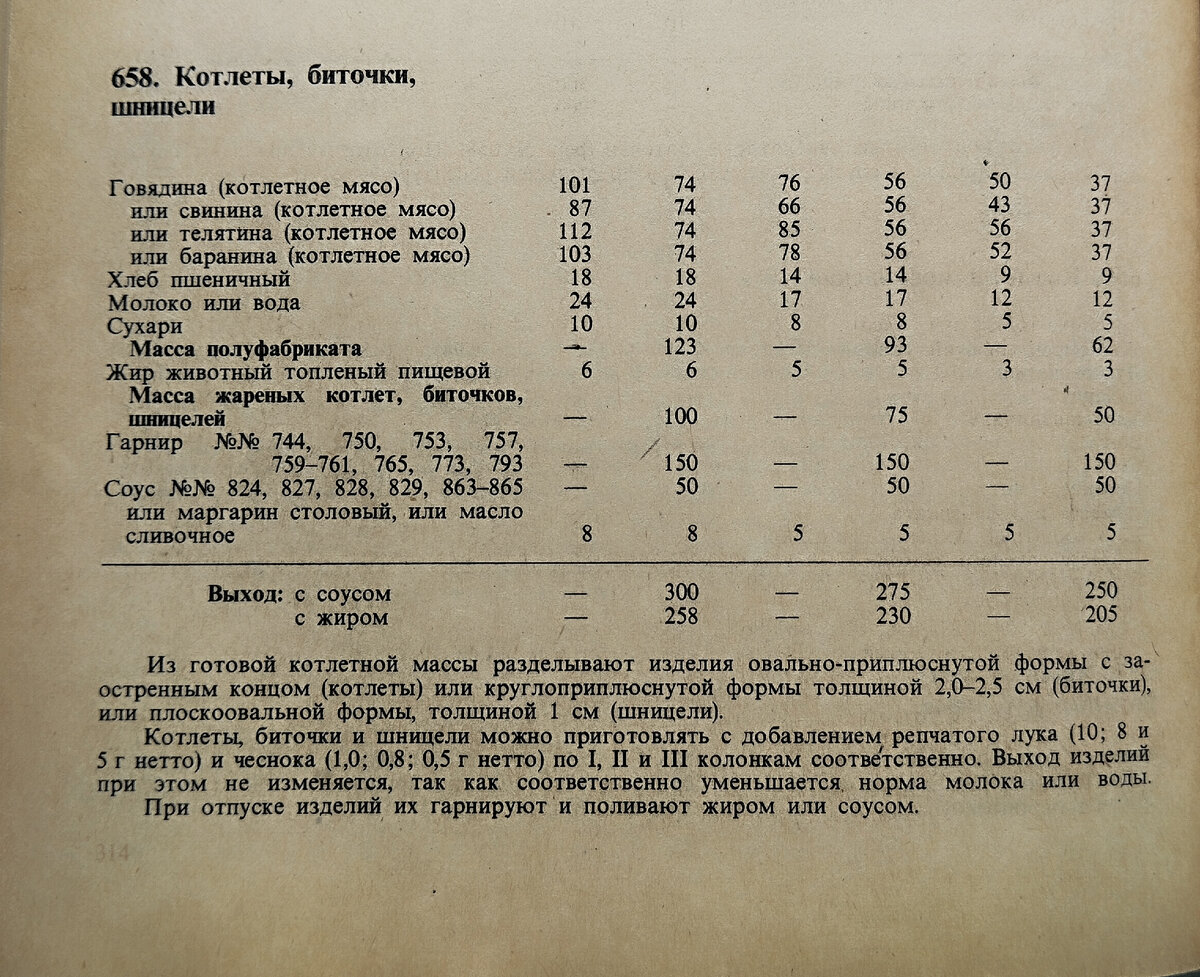 658. Котлеты, биточки,
шницели
Говядина (котлетное мясо) 101 74 76 56 50 37
или свинина (котлетное мясо) 87 74 66 56 43 37
или телятина (котлетное мясо) 112 74 85 56 56 37
или баранина (котлетное мясо) 103 74 78 56 52 37
Хлеб пшеничный 18 18 14 14 9 9
Молоко или вода 24 24 17 17 12 12
Сухари 10 10 8 8 5 5
Масса полуфабриката — 123 — 93 — 62
Жир животный топленый пищевой 6 6 5 5 3 3
Масса жареных котлет, биточков,
шницелей — 100 — 75 — 50
Гарнир №№ 744, 750, 753, 757,
759–761, 765, 773, 793 — 150 — 150 — 150
Соус №№ 824, 827, 828, 829, 863–865 — 50 — 50 — 50
или маргарин столовый, или масло
сливочное 8 8 5 5 5 5
Выход: с соусом — 300 — 275 — 250
с жиром — 258 — 230 — 205
Из готовой котлетной массы разделывают изделия овально-приплюснутой формы с за-
остренным концом (котлеты) или круглоприплюснутой формы толщиной 2,0–2,5 см (биточки),
или плоскоовальной формы, толщиной 1 см (шницели).
Котлеты, биточки и шницели можно приготовлять с добавлением репчатого лука (10; 8 и
5 г нетто) и чеснока (1,0; 0,8; 0,5 г нетто) по I, II и III колонкам соответственно. Выход изделий
при этом не изменяется, так как соответственно уменьшается норма молока или воды.
При отпуске изделий их гарнируют и поливают жиром или соусом.
314